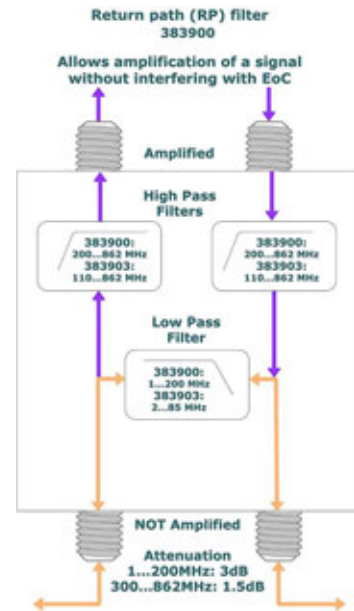 Return path (RP) filter
383900
Allows amplification of a signal
without interfering with EoC
Amplified
High Pass
Filters
383900:
200...862 MHz
383903:
110...862 MHz
383900:
200...862 MHz
383903:
110...862 MHz
Low Pass
Filter
383900:
1...200 MHz
383903:
2...85 MHz
NOT Amplified
Attenuation
1...200MHz: 3dB
300...862MHz: 1.5dB